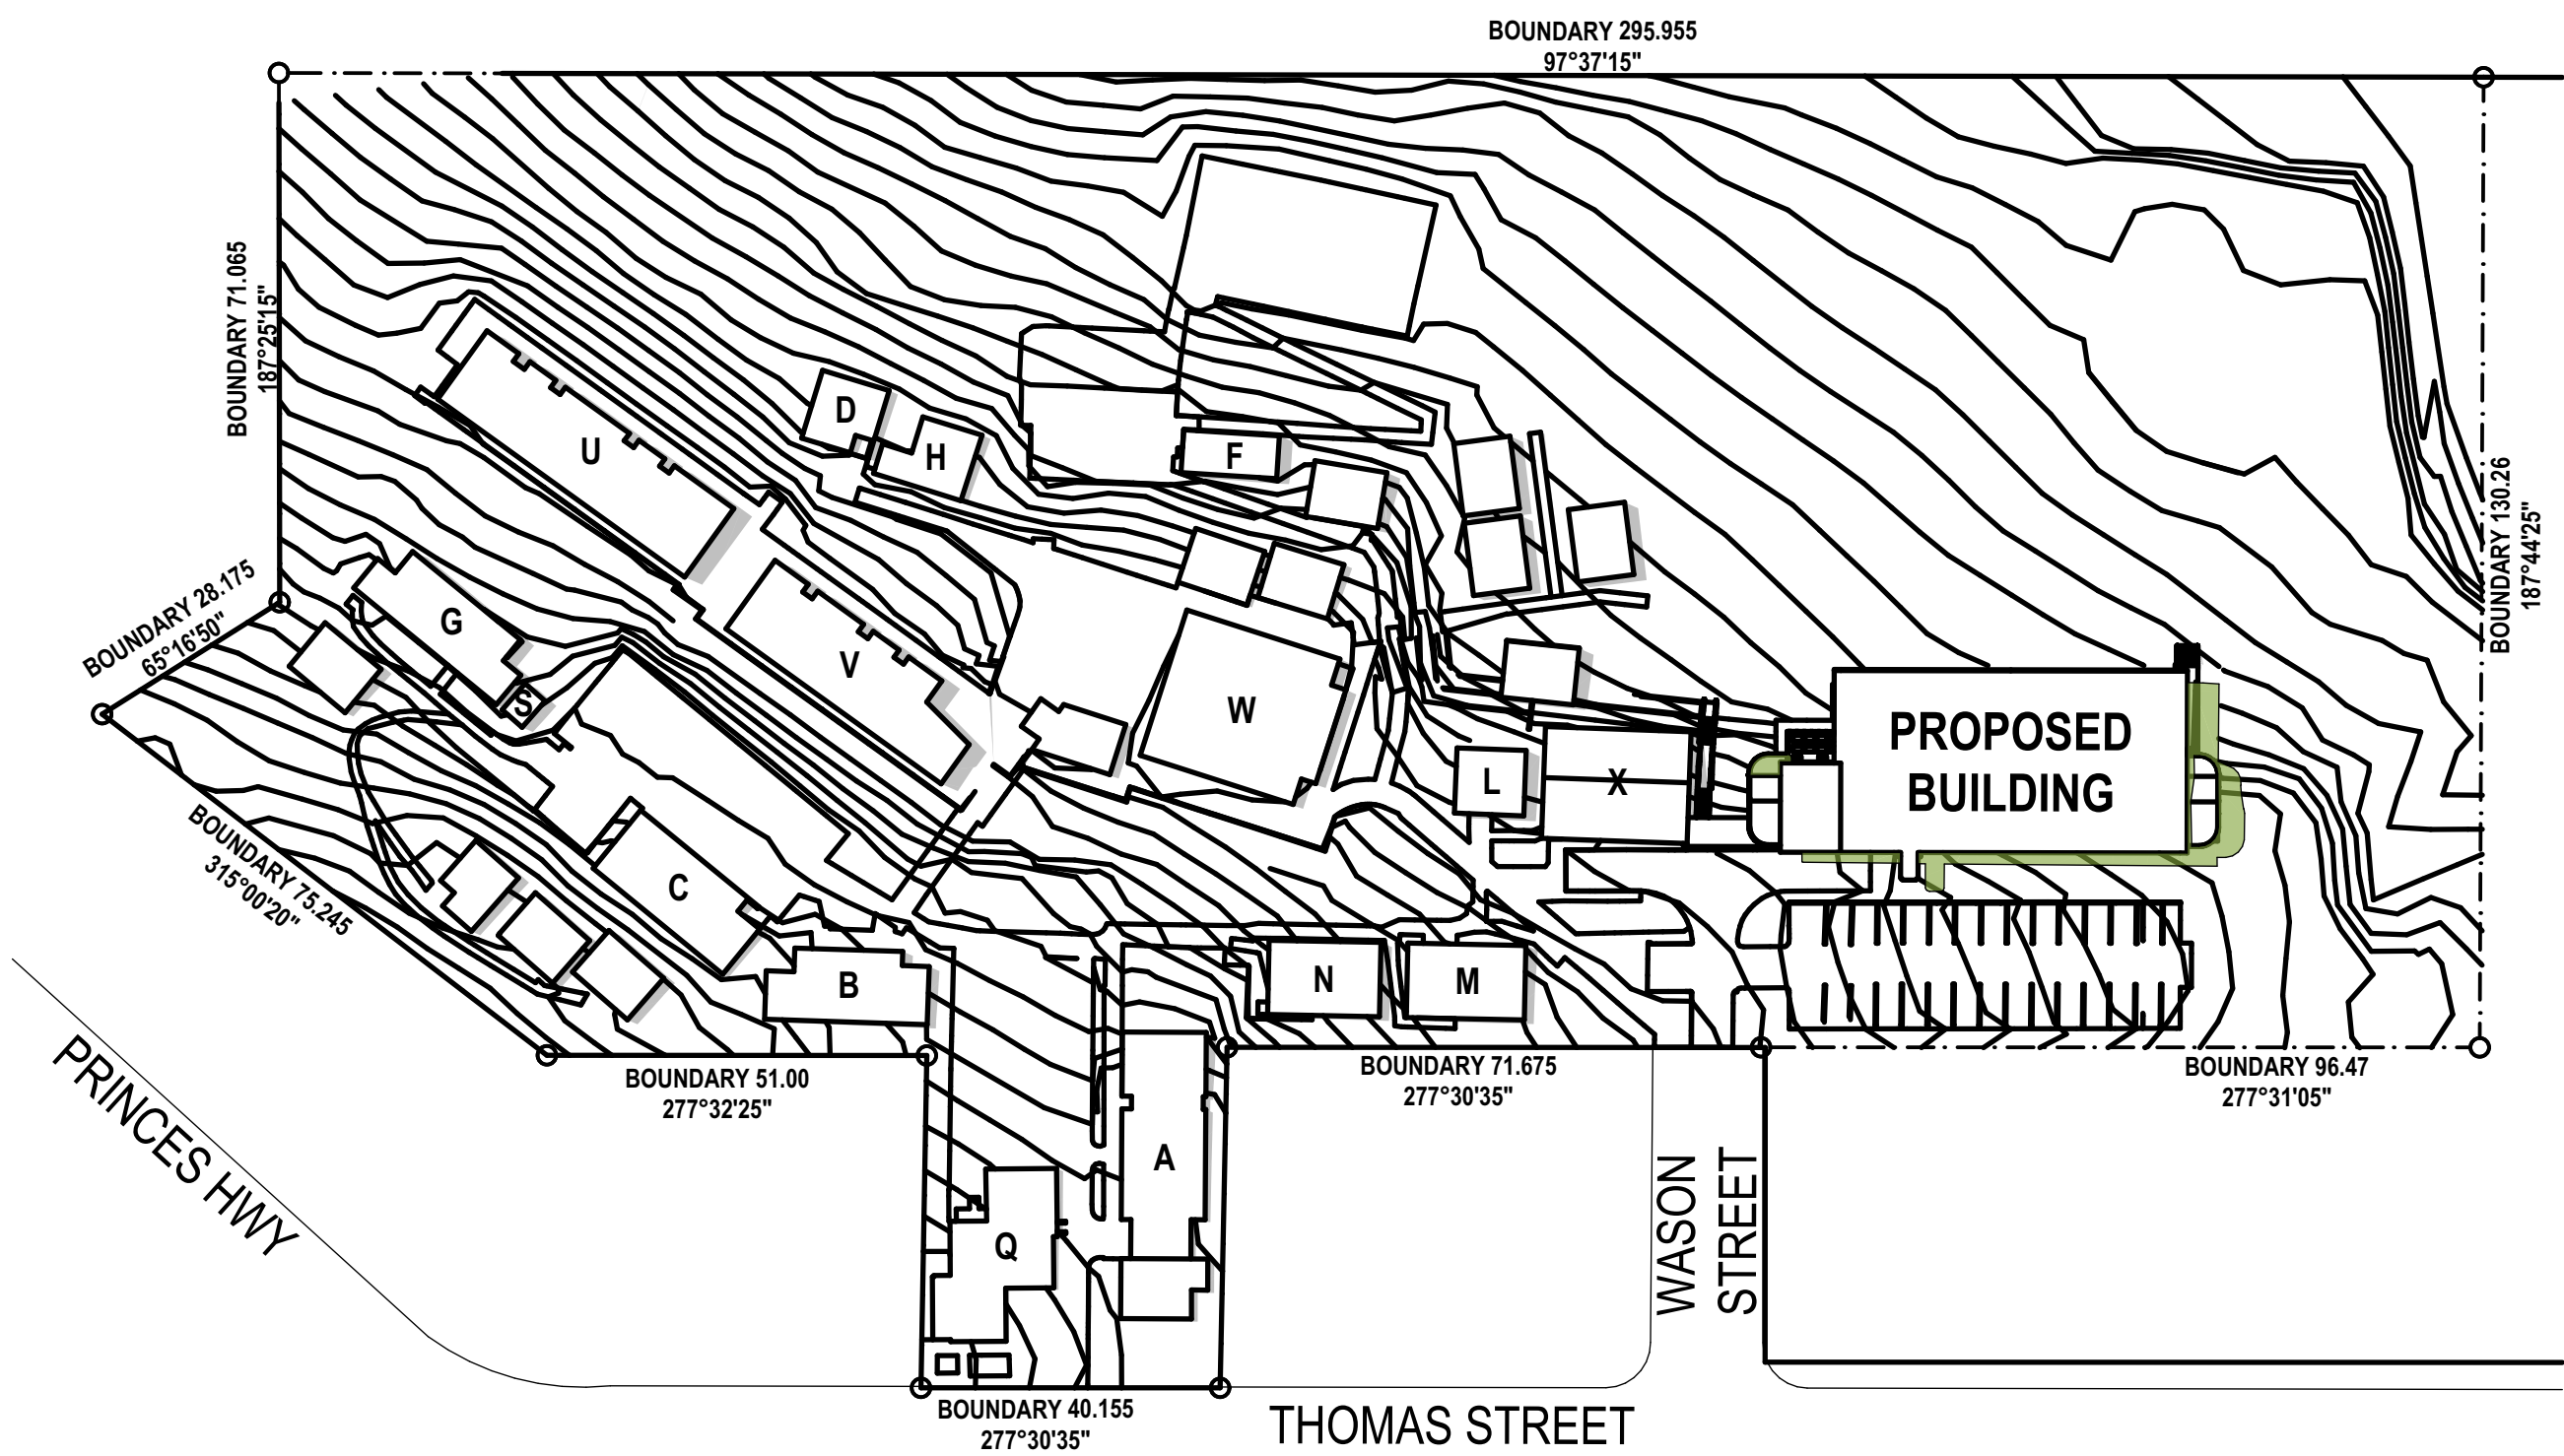 BOUNDARY 295.955
97°37'15"
BOUNDARY 71.065
187°25'15"
D
U
H
F
BOUNDARY 130.26
187°44'25"
BOUNDARY 28.175
65°16'50"
G
S
V
W
L
X
PROPOSED
BUILDING
BOUNDARY 75.245
315°00'20"
C
B
N
M
PRINCES HWY
BOUNDARY 51.00
277°32'25"
BOUNDARY 71.675
277°30'35"
BOUNDARY 96.47
277°31'05"
A
Q
WASON
STREET
BOUNDARY 40.155
277°30'35"
THOMAS STREET